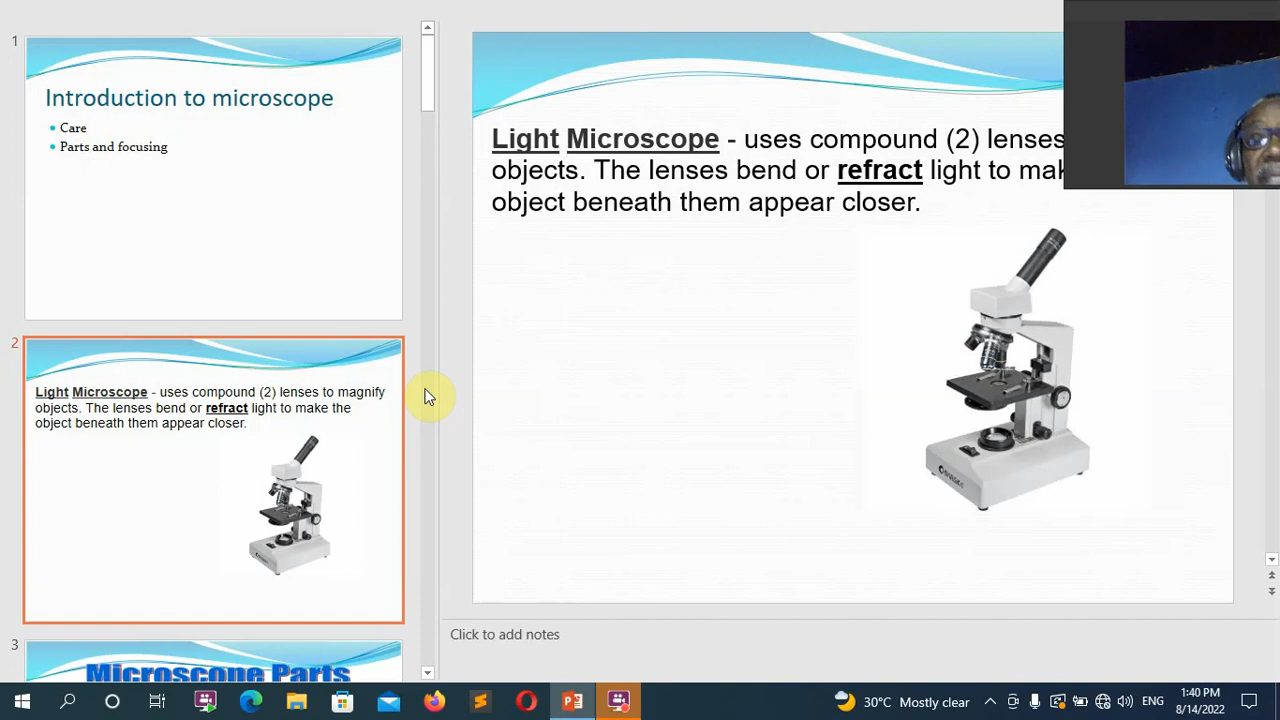 1
Introduction to microscope
Care
Parts and focusing
2
Light Microscope - uses compound (2) lenses to magnify
objects. The lenses bend or refract light to make the
object beneath them appear closer.
3
Microscope Parts
Light Microscope - uses compound (2) lenses
objects. The lenses bend or refract light to mak
object beneath them appear closer.
Click to add notes
30°C Mostly clear
ENG
1:40 PM
8/14/2022